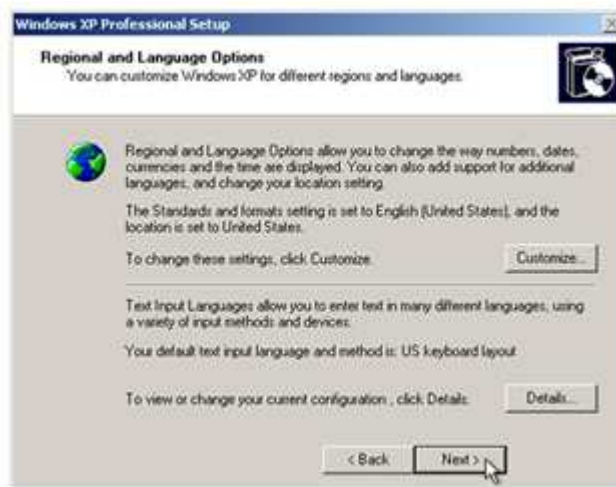 Windows XP Professional Setup
Regional and Language Options
You can customize Windows XP for different regions and languages.
Regional and Language Options allow you to change the way numbers, dates,
currencies and the time are displayed. You can also add support for additional
languages, and change your location setting.
The Standards and formats setting is set to English (United States), and the
location is set to United States.
To change these settings, click Customize.
Customize...
Text Input Languages allow you to enter text in many different languages, using
a variety of input methods and devices.
Your default text input language and method is: US keyboard layout
To view or change your current configuration , click Details.
Details...
< Back
Next >